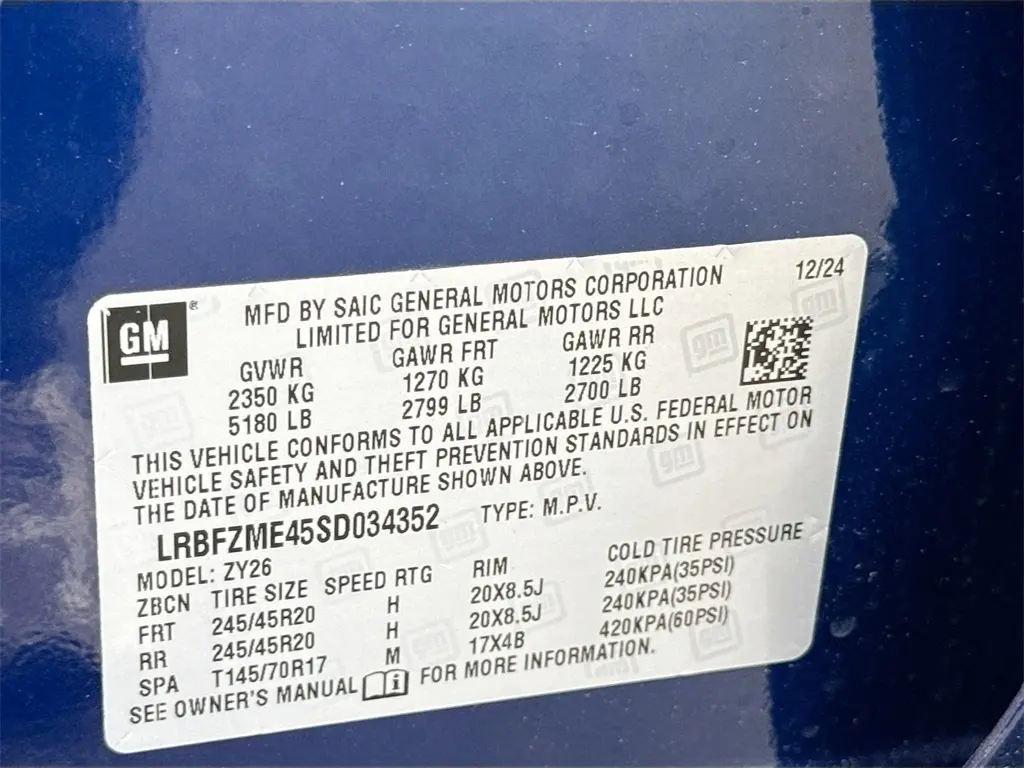 GM ®
MFD BY SAIC GENERAL MOTORS CORPORATION 12/24
LIMITED FOR GENERAL MOTORS LLC
GVWR GAWR FRT GAWR RR
2350 KG 1270 KG 1225 KG
5180 LB 2799 LB 2700 LB
THIS VEHICLE CONFORMS TO ALL APPLICABLE U.S. FEDERAL MOTOR
VEHICLE SAFETY AND THEFT PREVENTION STANDARDS IN EFFECT ON
THE DATE OF MANUFACTURE SHOWN ABOVE.
LRBFZME45SD034352 TYPE: M.P.V.
MODEL: ZY26
ZBCN TIRE SIZE SPEED RTG RIM COLD TIRE PRESSURE
FRT 245/45R20 H 20X8.5J 240KPA(35PSI)
RR 245/45R20 H 20X8.5J 240KPA(35PSI)
SPA T145/70R17 M 17X4B 420KPA(60PSI)
SEE OWNER'S MANUAL i FOR MORE INFORMATION.